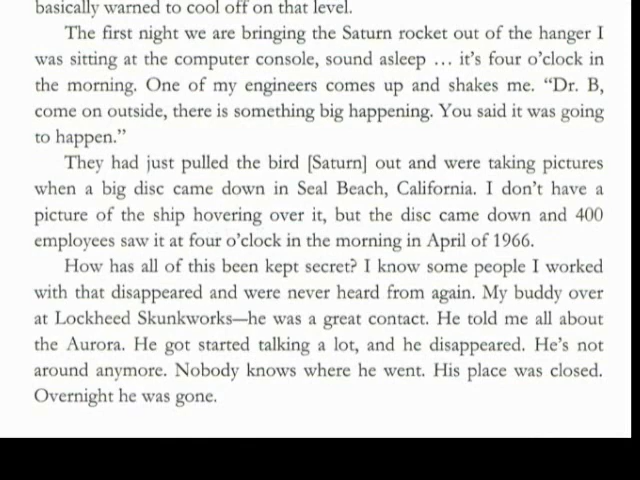 basically warned to cool off on that level.
The first night we are bringing the Saturn rocket out of the hanger I
was sitting at the computer console, sound asleep … it’s four o’clock in
the morning. One of my engineers comes up and shakes me. “Dr. B,
come on outside, there is something big happening. You said it was going
to happen.”
They had just pulled the bird [Saturn] out and were taking pictures
when a big disc came down in Seal Beach, California. I don’t have a
picture of the ship hovering over it, but the disc came down and 400
employees saw it at four o’clock in the morning in April of 1966.
How has all of this been kept secret? I know some people I worked
with that disappeared and were never heard from again. My buddy over
at Lockheed Skunkworks—he was a great contact. He told me all about
the Aurora. He got started talking a lot, and he disappeared. He’s not
around anymore. Nobody knows where he went. His place was closed.
Overnight he was gone.